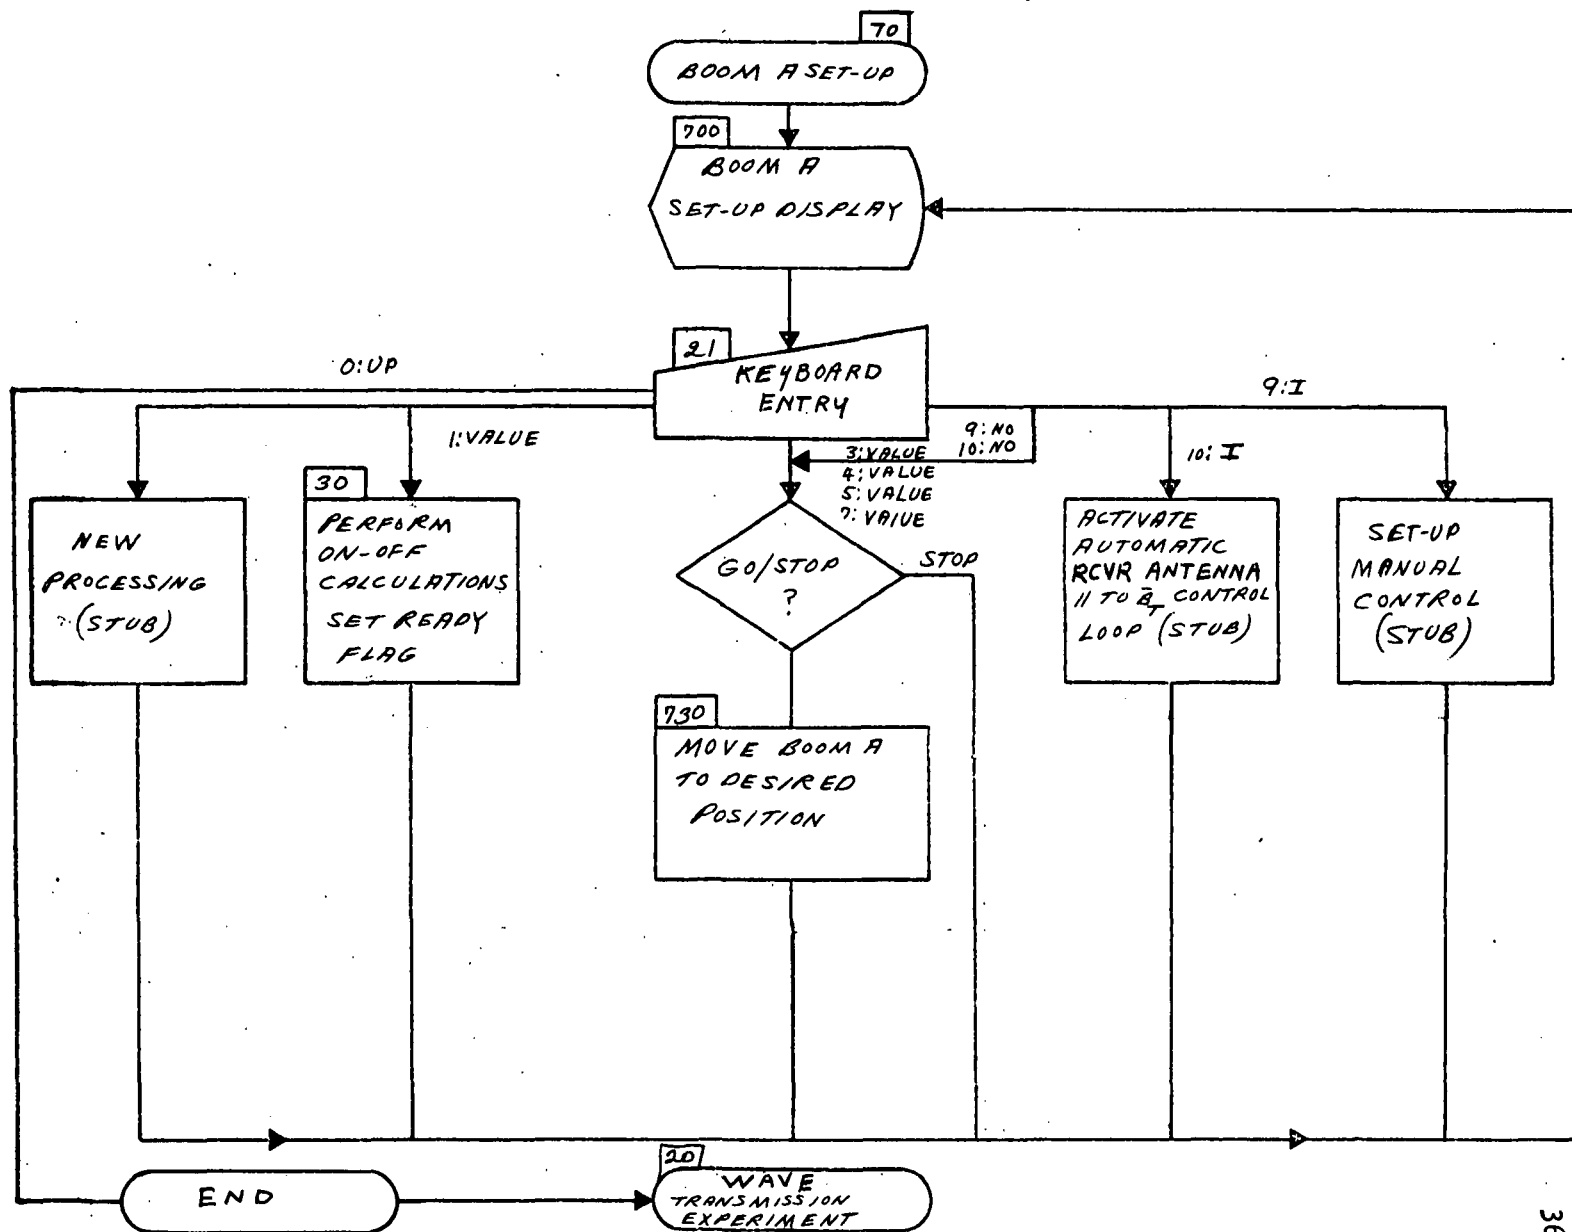 70
BOOM A SET-UP
700
BOOM A
SET-UP DISPLAY
21
KEYBOARD
ENTRY
0:UP
1:VALUE
9:I
9:NO
10:NO
10:I
3:VALUE
4:VALUE
5:VALUE
7:VALUE
NEW
PROCESSING
(STUB)
30
PERFORM
ON-OFF
CALCULATIONS
SET READY
FLAG
GO/STOP
?
STOP
ACTIVATE
AUTOMATIC
RCVR ANTENNA
|| TO B̄T CONTROL
LOOP (STUB)
SET-UP
MANUAL
CONTROL
(STUB)
730
MOVE BOOM A
TO DESIRED
POSITION
END
20
WAVE
TRANSMISSION
EXPERIMENT
36